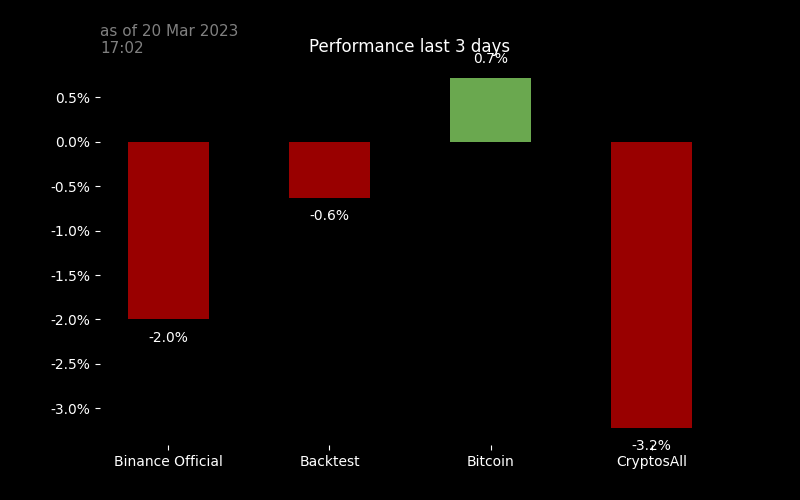 as of 20 Mar 2023
17:02
Performance last 3 days
0.7%
0.5%
0.0%
-0.5%
-0.6%
-1.0%
-1.5%
-2.0%
-2.0%
-2.5%
-3.0%
-3.2%
Binance Official
Backtest
Bitcoin
CryptosAll